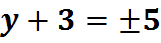 y + 3 = ±5